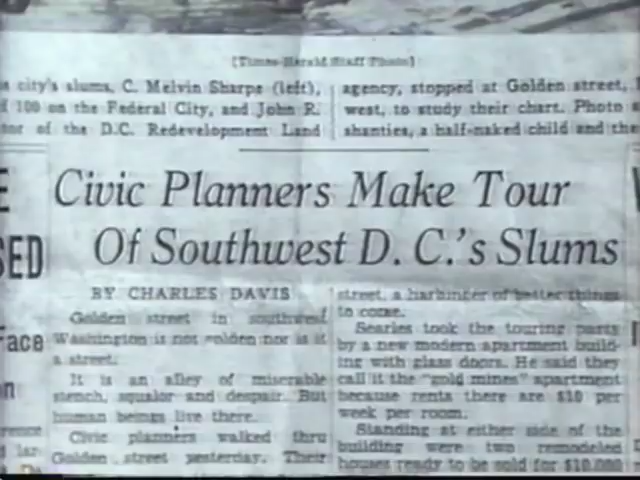 [Times-Herald Staff Photo]
city's slums, C. Melvin Sharpe (left),
100 on the Federal City, and John R.
of the D.C. Redevelopment Land
agency, stopped at Golden street,
west, to study their chart. Photo
shanties, a half-naked child and the
Civic Planners Make Tour
Of Southwest D. C.'s Slums
BY CHARLES DAVIS
Golden street in southwest
Washington is not golden nor is it
a street.
It is an alley of miserable
stench, squalor and despair. But
human beings live there.
Civic planners walked thru
Golden street yesterday. Their
street, a harbinger of better things
to come.
Searles took the touring party
by a new modern apartment build-
ing with glass doors. He said they
call it the "gold mines" apartment
because rents there are $10 per
week per room.
Standing at either side of the
building were two remodeled
houses ready to be sold for $10,000
SED